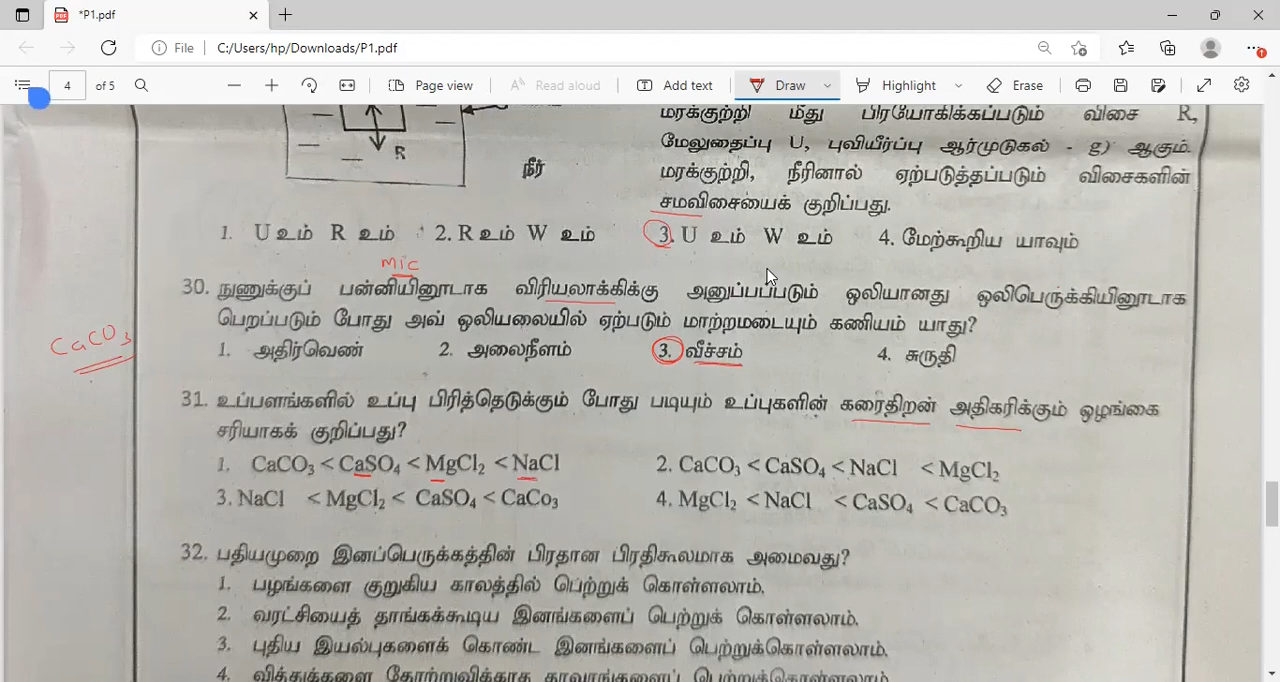 *P1.pdf
File C:/Users/hp/Downloads/P1.pdf
4 of 5 Page view Read aloud Add text Draw Highlight Erase
மரக்குற்றி மீது பிரயோகிக்கப்படும் விசை R,
R
மேலுதைப்பு U, புவியீர்ப்பு ஆர்முடுகல் - g) ஆகும்.
நீர்
மரக்குற்றி, நீரினால் ஏற்படுத்தப்படும் விசைகளின்
சமவிசையைக் குறிப்பது.
1. U உம் R உம் 2. R உம் W உம் 3. U உம் W உம் 4. மேற்கூறிய யாவும்
mic
30. நுணுக்குப் பன்னியினூடாக விரியலாக்கிக்கு அனுப்பப்படும் ஒலியானது ஒலிபெருக்கியினூடாக
பெறப்படும் போது அவ் ஒலியலையில் ஏற்படும் மாற்றமடையும் கணியம் யாது?
CaCO3
1. அதிர்வெண் 2. அலைநீளம் 3. வீச்சம் 4. சுருதி
31. உப்பளங்களில் உப்பு பிரித்தெடுக்கும் போது படியும் உப்புகளின் கரைதிறன் அதிகரிக்கும் ஒழங்கை
சரியாகக் குறிப்பது?
1. CaCO3 < CaSO4 < MgCl2 < NaCl 2. CaCO3 < CaSO4 < NaCl < MgCl2
3. NaCl < MgCl2 < CaSO4 < CaCo3 4. MgCl2 < NaCl < CaSO4 < CaCO3
32. பதியமுறை இனப்பெருக்கத்தின் பிரதான பிரதிகூலமாக அமைவது?
1. பழங்களை குறுகிய காலத்தில் பெற்றுக் கொள்ளலாம்.
2. வரட்சியைத் தாங்கக்கூடிய இனங்களைப் பெற்றுக் கொள்ளலாம்.
3. புதிய இயல்புகளைக் கொண்ட இனங்களைப் பெற்றுக்கொள்ளலாம்.
4. வித்துக்களை தோற்றுவிக்காத தாவரங்களைப் பெற்றுக்கொள்ளலாம்